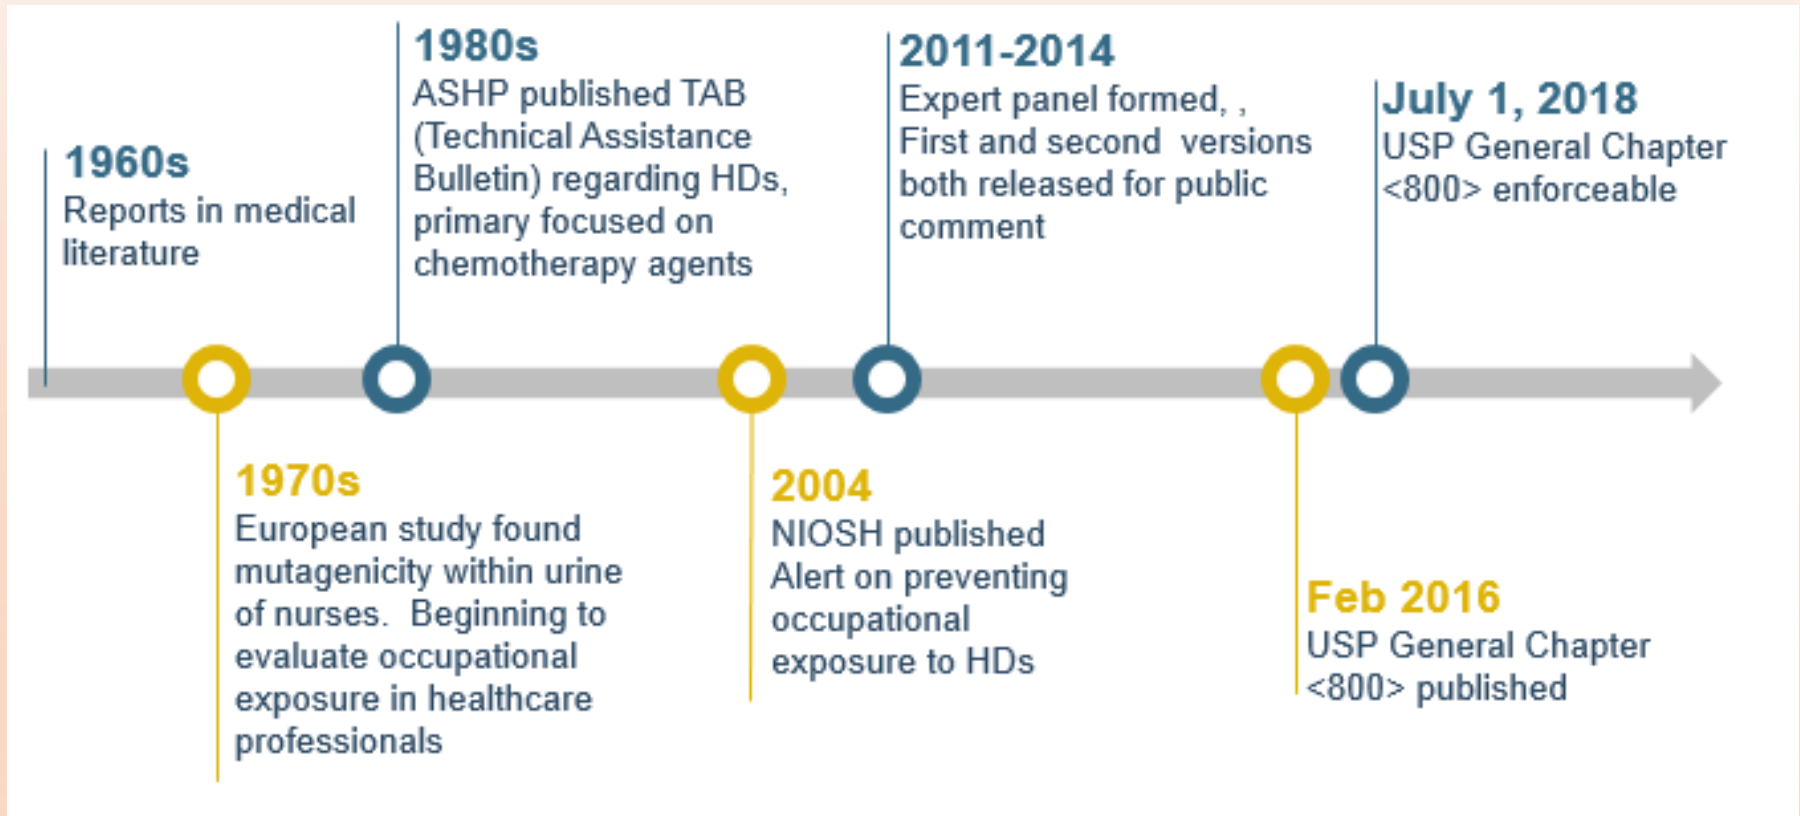 1960s
Reports in medical
literature
1970s
European study found
mutagenicity within urine
of nurses.  Beginning to
evaluate occupational
exposure in healthcare
professionals
1980s
ASHP published TAB
(Technical Assistance
Bulletin) regarding HDs,
primary focused on
chemotherapy agents
2004
NIOSH published
Alert on preventing
occupational
exposure to HDs
2011-2014
Expert panel formed, ,
First and second  versions
both released for public
comment
Feb 2016
USP General Chapter
<800> published
July 1, 2018
USP General Chapter
<800> enforceable